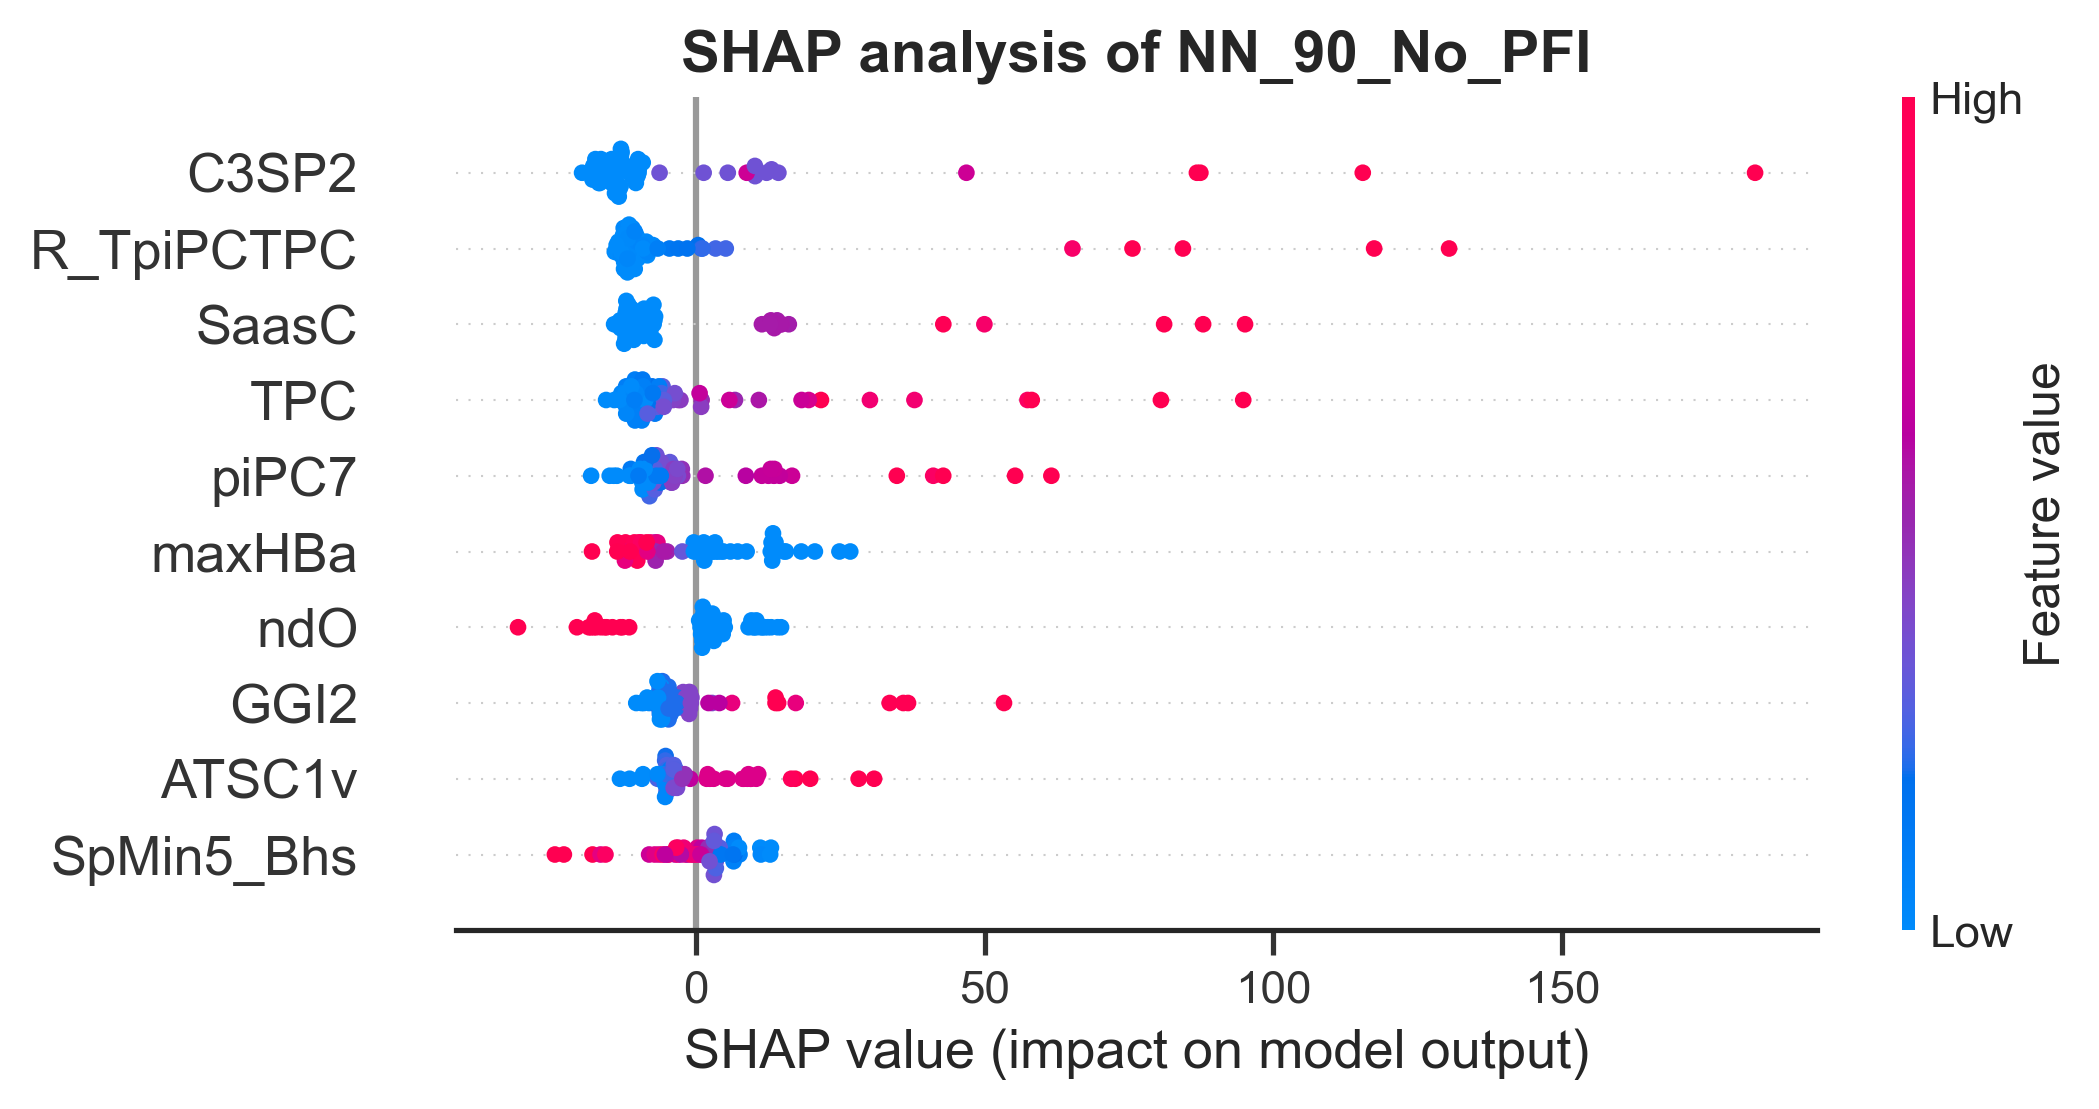 SHAP analysis of NN_90_No_PFI
High
C3SP2
R_TpiPCTPC
SaasC
TPC
piPC7
maxHBa
ndO
GGI2
ATSC1v
SpMin5_Bhs
Feature value
Low
0 50 100 150
SHAP value (impact on model output)